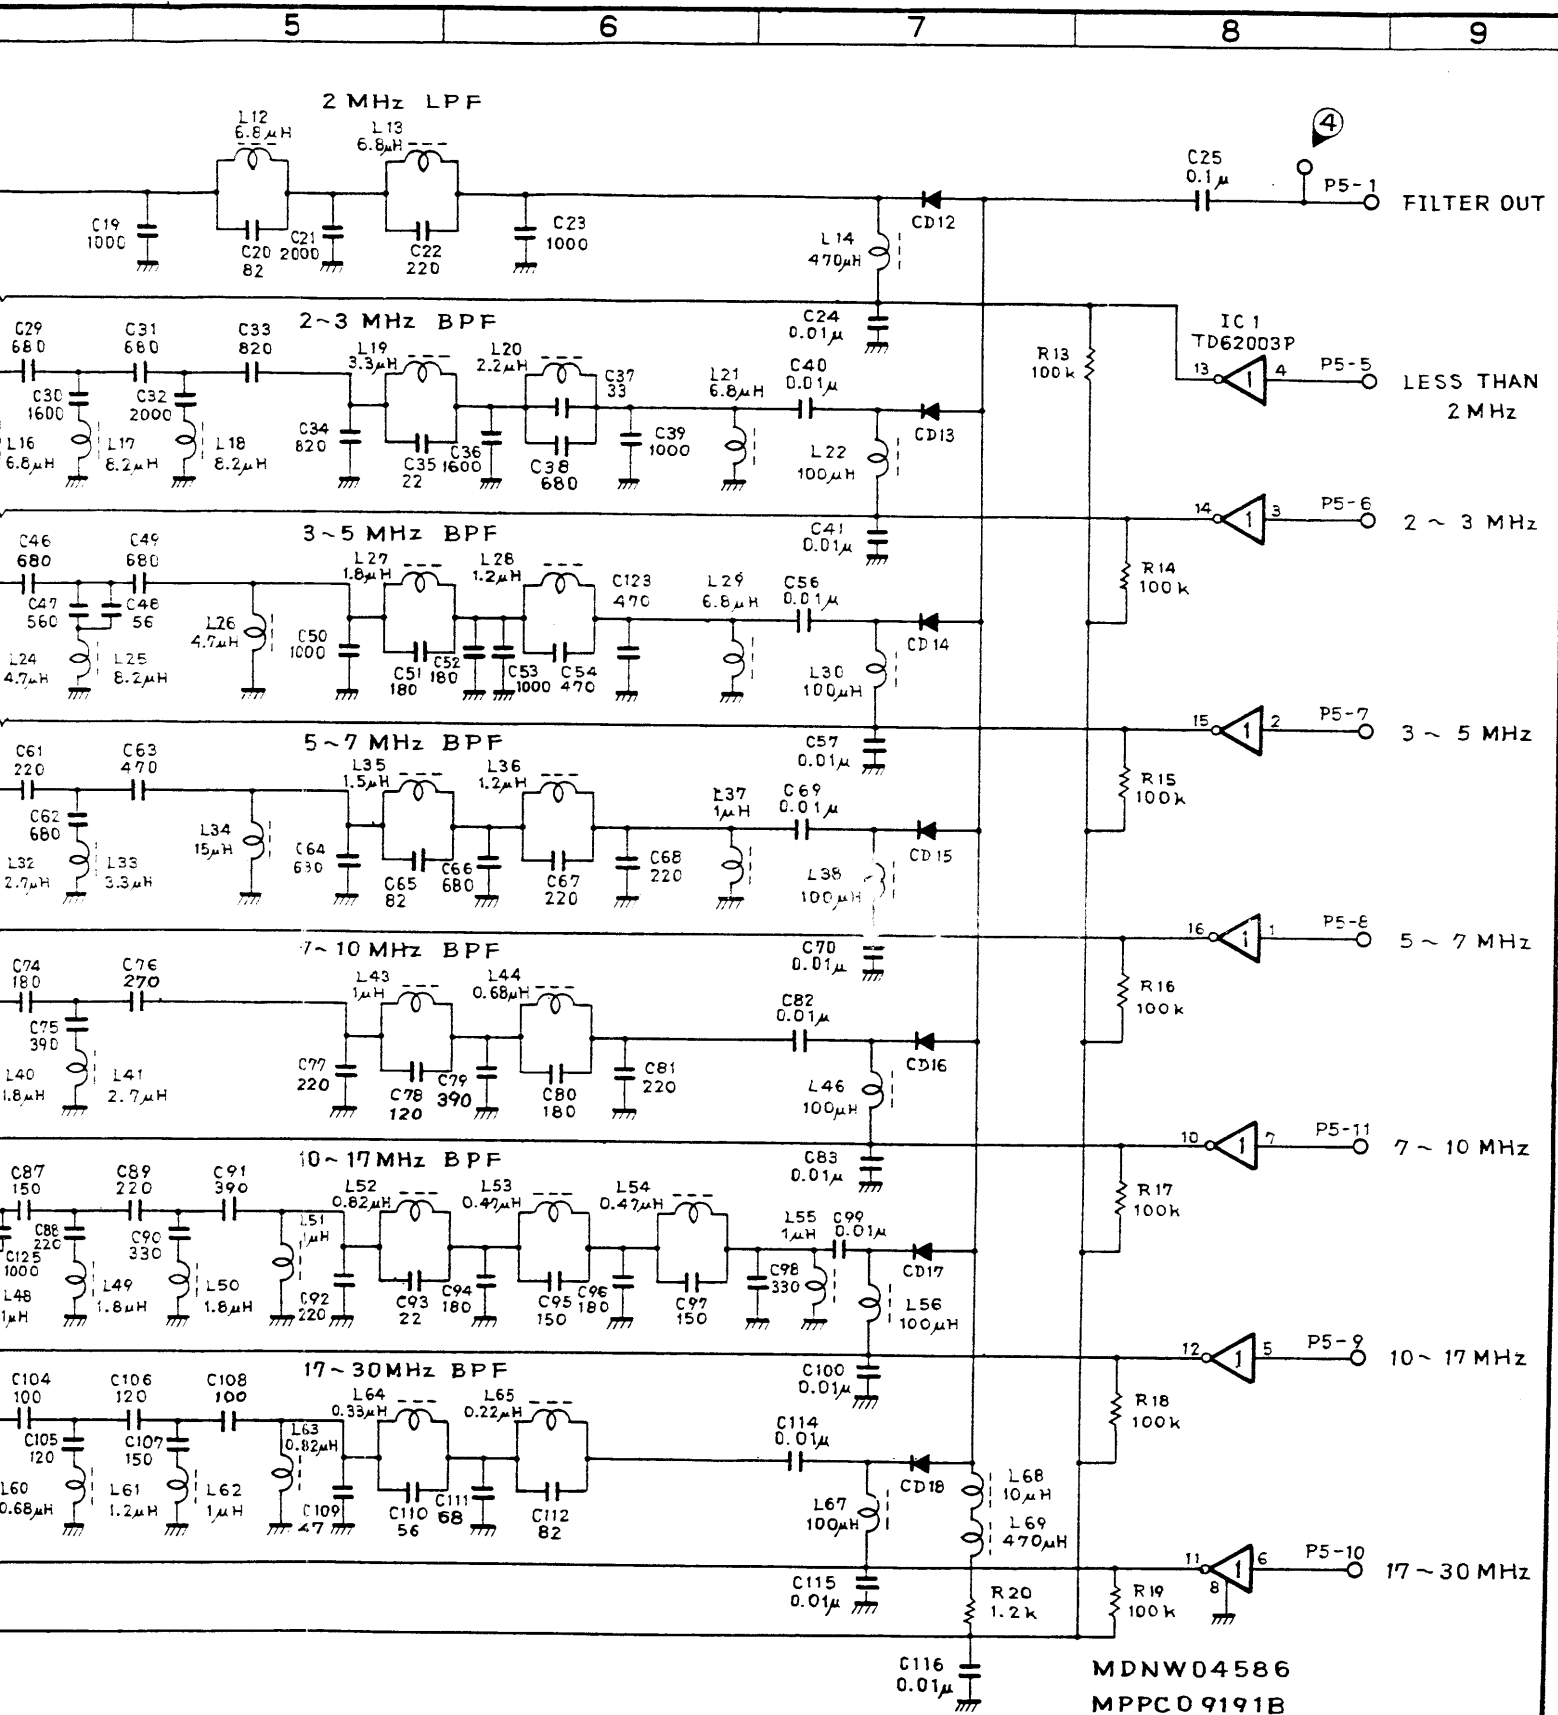 5 6 7 8 9
2 MHz LPF
L12
6.8μH
L13
6.8μH
C19
1000
C20
82
C21
2000
C22
220
C23
1000
L14
470μH
CD12
C25
0.1μ
4
P5-1
FILTER OUT
C24
0.01μ
2~3 MHz BPF
C29
680
C31
680
C33
820
C30
1600
C32
2000
L16
6.8μH
L17
8.2μH
L18
8.2μH
C34
820
L19
3.3μH
C35
22
C36
1600
L20
2.2μH
C37
33
C38
680
C39
1000
L21
6.8μH
C40
0.01μ
L22
100μH
CD13
R13
100k
IC1
TD62003P
13 1 4
P5-5
LESS THAN
2MHz
C41
0.01μ
14 1 3
P5-6
2 ~ 3 MHz
R14
100k
3~5 MHz BPF
C46
680
C49
680
C47
560
C48
56
L24
4.7μH
L25
8.2μH
L26
4.7μH
C50
1000
L27
1.8μH
C51
180
C52
180
C53
1000
L28
1.2μH
C54
470
C123
470
L29
6.8μH
C56
0.01μ
L30
100μH
CD14
C57
0.01μ
15 1 2
P5-7
3 ~ 5 MHz
R15
100k
5~7 MHz BPF
C61
220
C63
470
C62
680
L32
2.7μH
L33
3.3μH
L34
15μH
C64
L35
1.5μH
C65
82
C66
680
L36
1.2μH
C67
220
C68
220
L37
1μH
C69
0.01μ
L38
100μH
CD15
C70
0.01μ
16 1 1
P5-8
5 ~ 7 MHz
R16
100k
7~10 MHz BPF
C74
180
C76
270
C75
390
L40
1.8μH
L41
2.7μH
C77
220
L43
1μH
C78
120
C79
390
L44
0.68μH
C80
180
C81
220
C82
0.01μ
L46
100μH
CD16
C83
0.01μ
10 1 7
P5-11
7 ~ 10 MHz
R17
100k
10~17MHz BPF
C87
150
C89
220
C91
390
C88
220
C125
1000
C90
330
L48
1μH
L49
1.8μH
L50
1.8μH
L51
1μH
C92
220
L52
0.82μH
C93
22
C94
180
L53
0.47μH
C95
150
C96
180
L54
0.47μH
C97
150
C98
330
L55
1μH
C99
0.01μ
L56
100μH
CD17
C100
0.01μ
12 1 5
P5-9
10~ 17 MHz
R18
100k
17~30MHz BPF
C104
100
C106
120
C108
100
C105
120
C107
150
L60
0.68μH
L61
1.2μH
L62
1μH
L63
0.82μH
C109
47
L64
0.33μH
C110
56
C111
68
L65
0.22μH
C112
82
C114
0.01μ
L67
100μH
CD18
L68
10μH
L69
470μH
C115
0.01μ
R20
1.2k
11 1 6
8
P5-10
17 ~ 30 MHz
R19
100k
C116
0.01μ
MDNW04586
MPPCD9191B